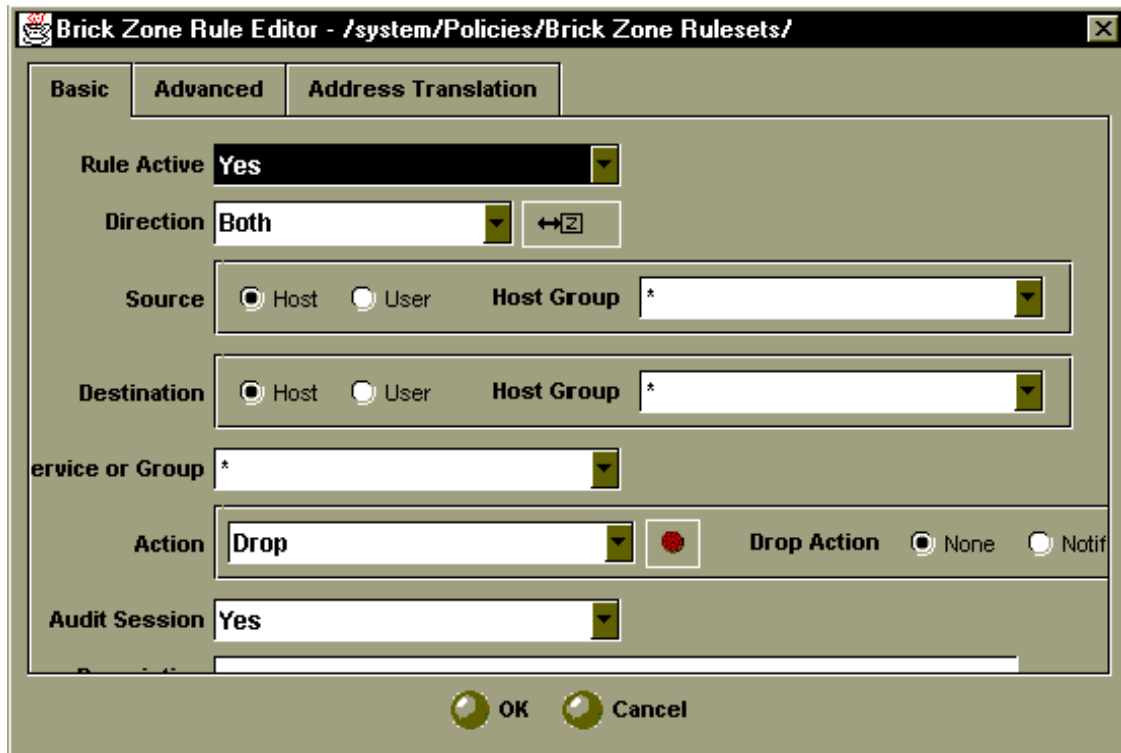 Brick Zone Rule Editor - /system/Policies/Brick Zone Rulesets/
Basic Advanced Address Translation
Rule Active Yes
Direction Both Z
Source Host User Host Group *
Destination Host User Host Group *
ervice or Group *
Action Drop Drop Action None Notif
Audit Session Yes
OK Cancel